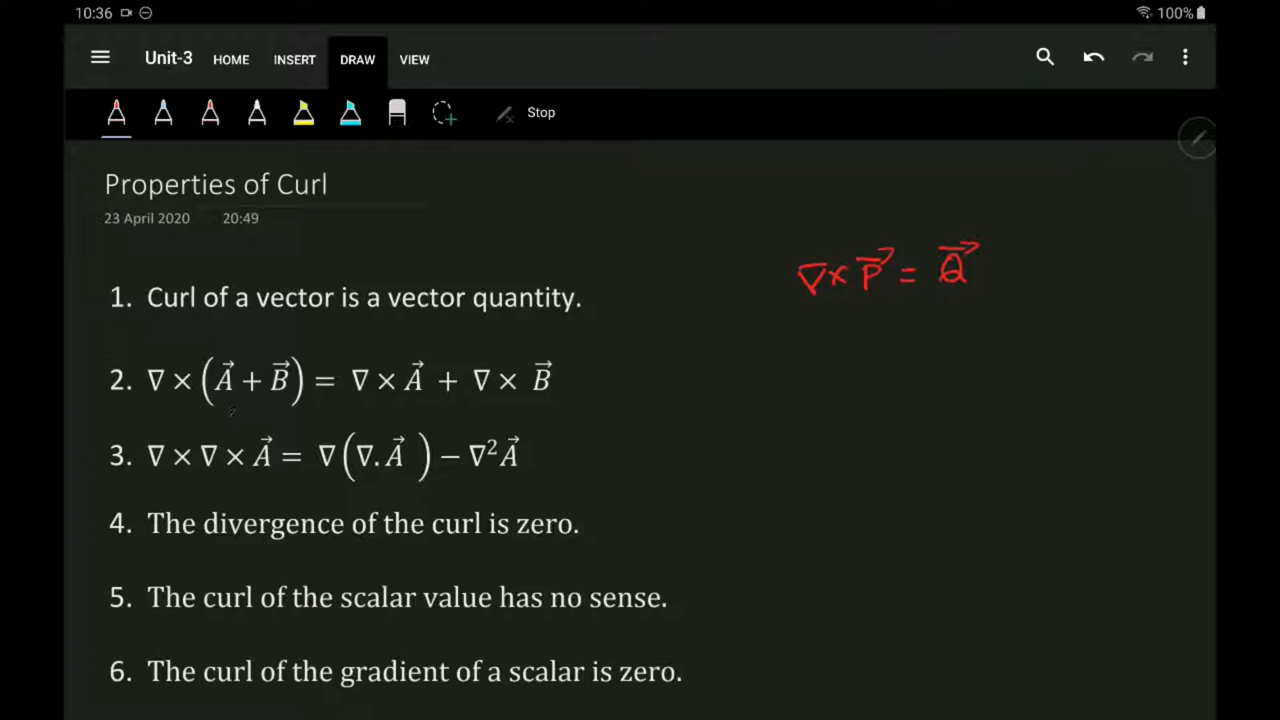 10:36 100%
Unit-3 HOME INSERT DRAW VIEW
Stop
Properties of Curl
23 April 2020 20:49
∇× P⃗ = Q⃗
1. Curl of a vector is a vector quantity.
2. ∇ × (A⃗ + B⃗) = ∇ × A⃗ + ∇ × B⃗
3. ∇ × ∇ × A⃗ = ∇(∇.A⃗ ) − ∇²A⃗
4. The divergence of the curl is zero.
5. The curl of the scalar value has no sense.
6. The curl of the gradient of a scalar is zero.